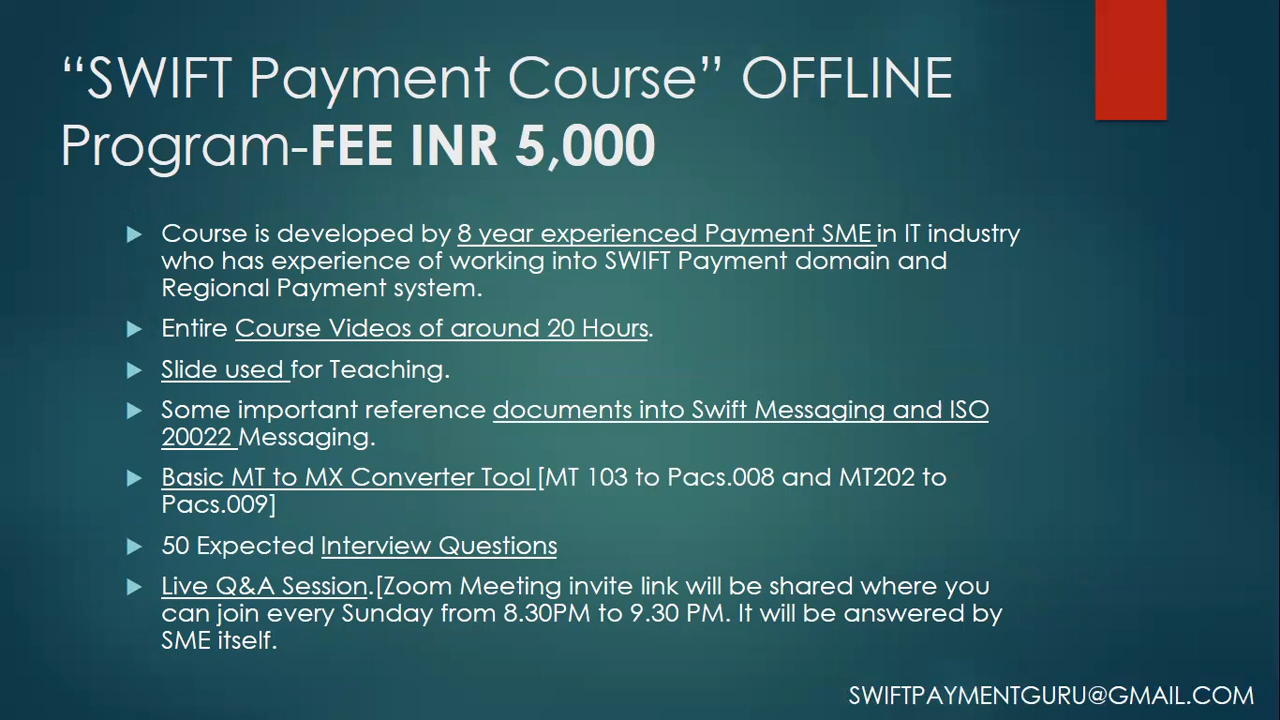 “SWIFT Payment Course” OFFLINE
Program-FEE INR 5,000
Course is developed by 8 year experienced Payment SME in IT industry
who has experience of working into SWIFT Payment domain and
Regional Payment system.
Entire Course Videos of around 20 Hours.
Slide used for Teaching.
Some important reference documents into Swift Messaging and ISO
20022 Messaging.
Basic MT to MX Converter Tool [MT 103 to Pacs.008 and MT202 to
Pacs.009]
50 Expected Interview Questions
Live Q&A Session.[Zoom Meeting invite link will be shared where you
can join every Sunday from 8.30PM to 9.30 PM. It will be answered by
SME itself.
SWIFTPAYMENTGURU@GMAIL.COM